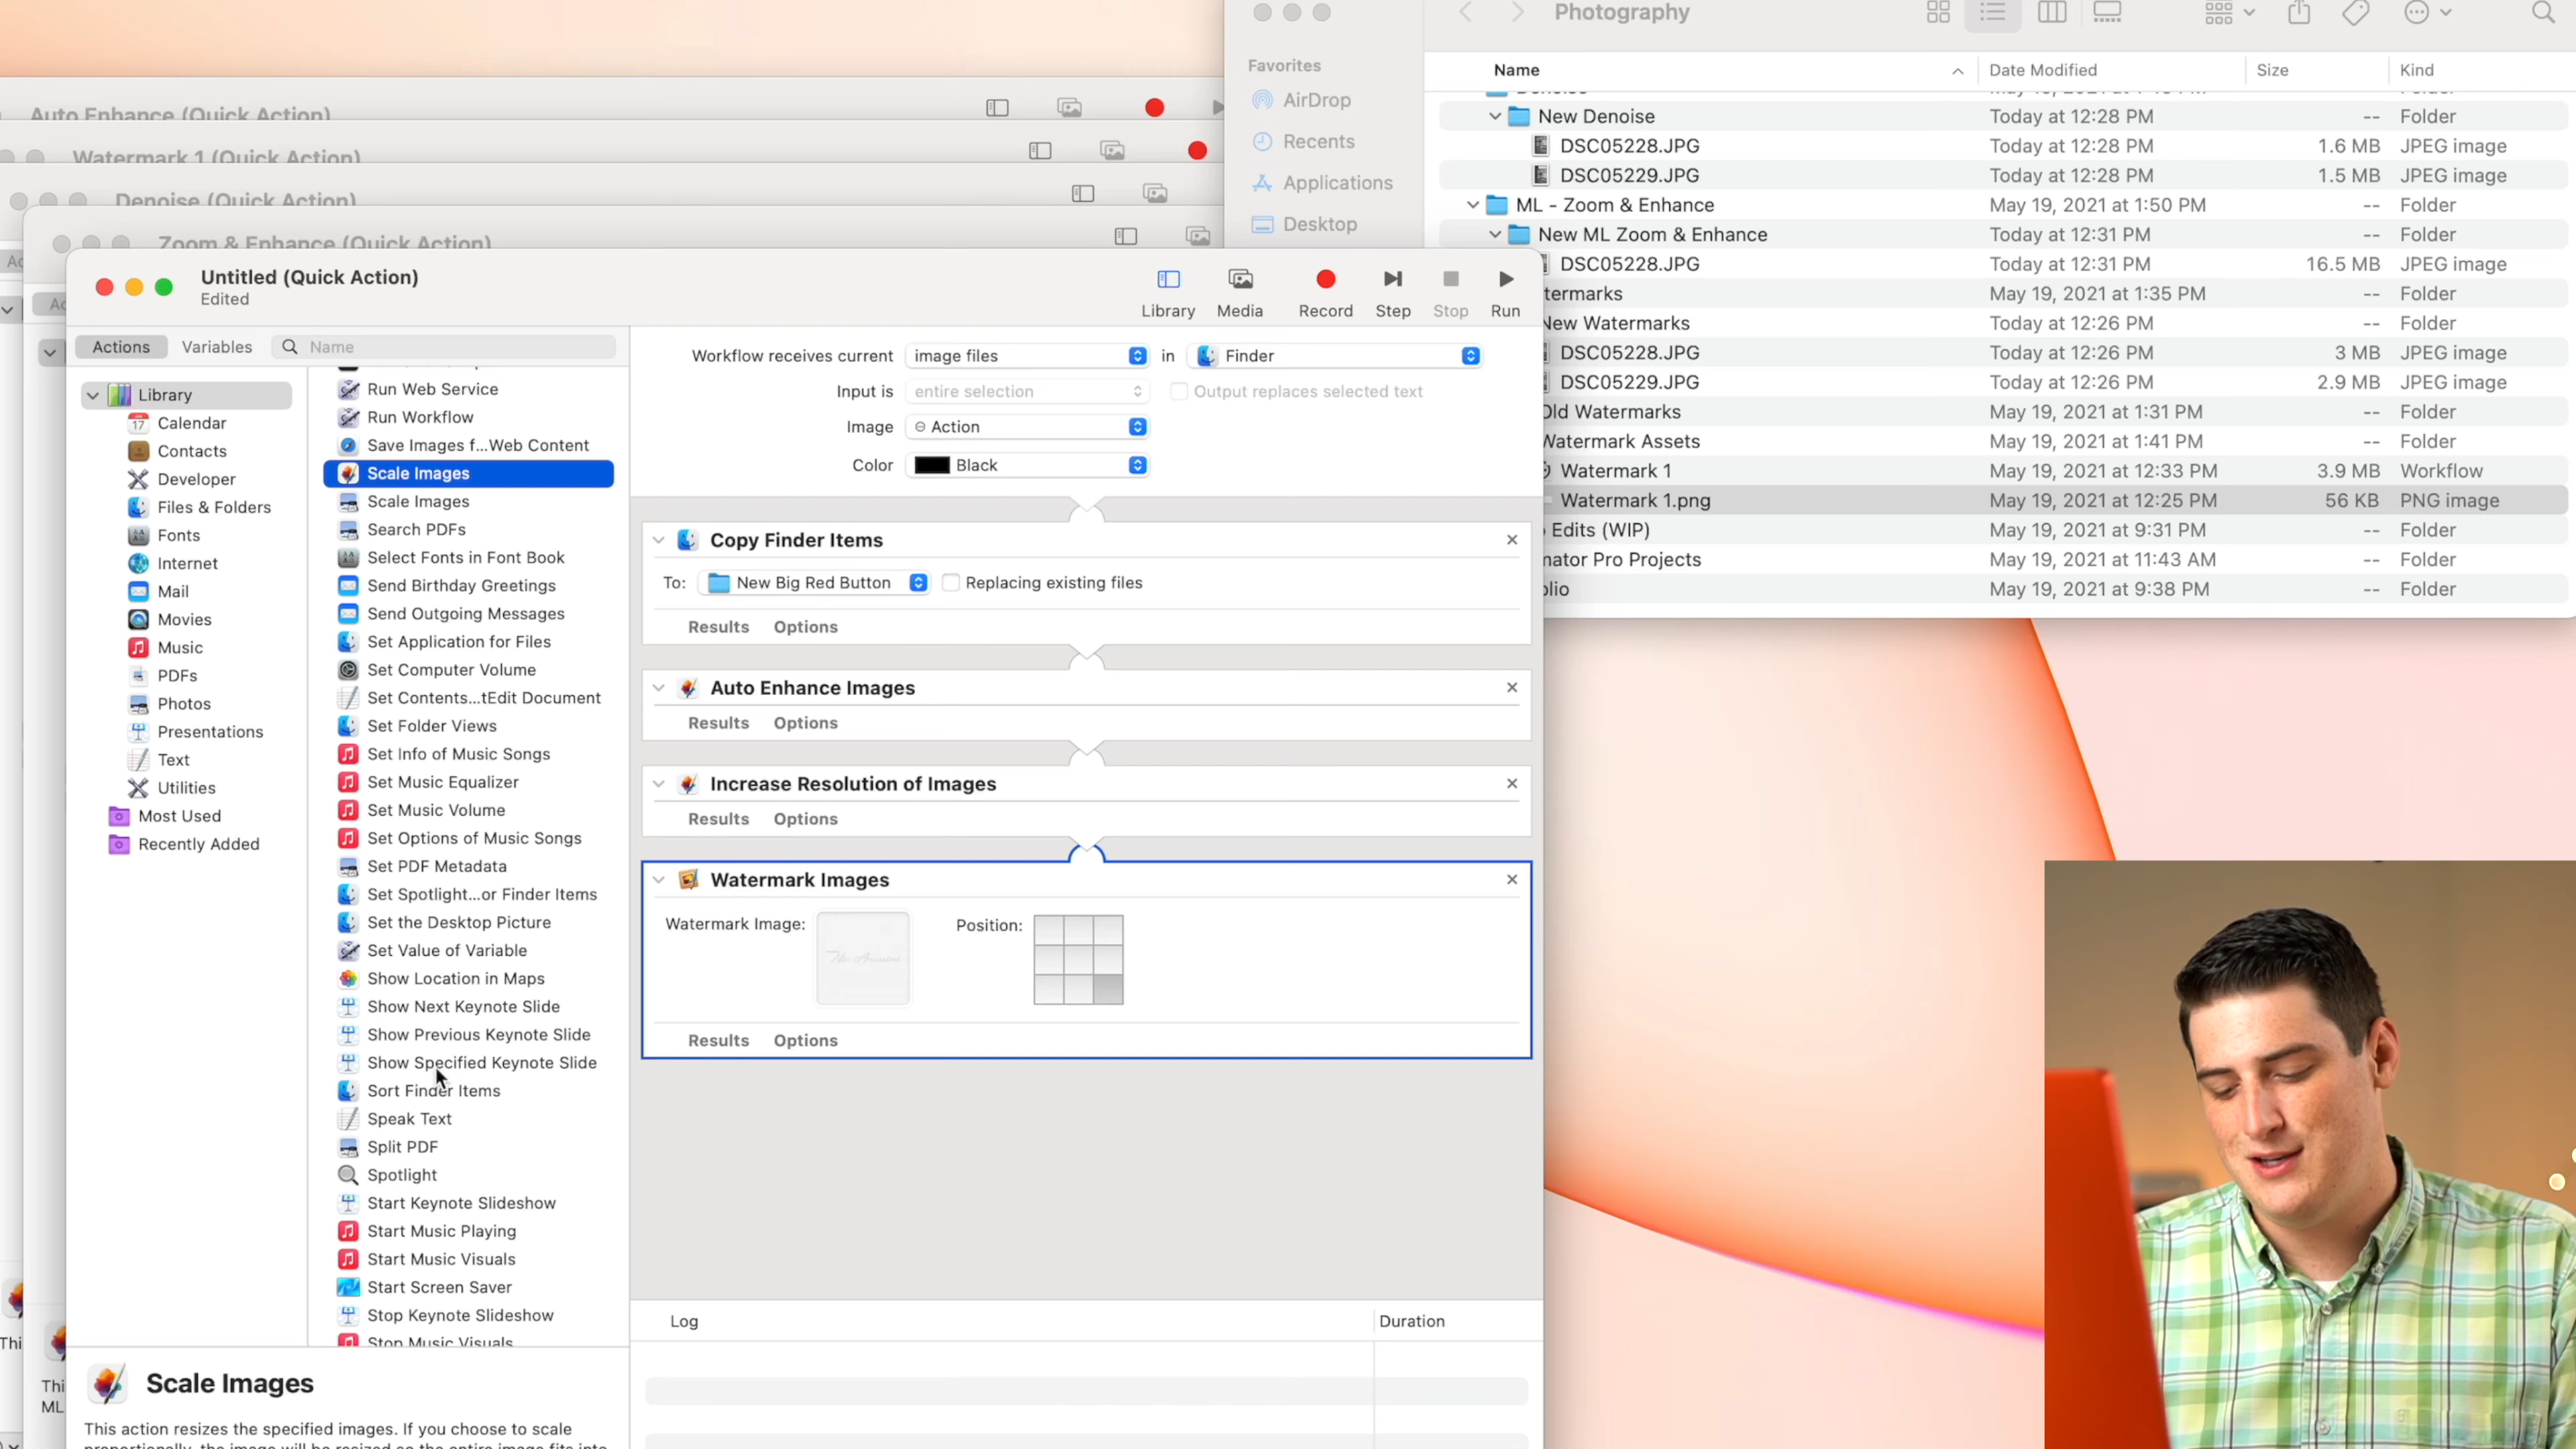 Auto Enhance (Quick Action)
Watermark 1 (Quick Action)
Denoise (Quick Action)
Zoom & Enhance (Quick Action)
Untitled (Quick Action)
Edited
Library
Media
Record
Step
Stop
Run
Actions
Variables
Name
Library
Calendar
Contacts
Developer
Files & Folders
Fonts
Internet
Mail
Movies
Music
PDFs
Photos
Presentations
Text
Utilities
Most Used
Recently Added
Run Web Service
Run Workflow
Save Images f...Web Content
Scale Images
Scale Images
Search PDFs
Select Fonts in Font Book
Send Birthday Greetings
Send Outgoing Messages
Set Application for Files
Set Computer Volume
Set Contents...tEdit Document
Set Folder Views
Set Info of Music Songs
Set Music Equalizer
Set Music Volume
Set Options of Music Songs
Set PDF Metadata
Set Spotlight...or Finder Items
Set the Desktop Picture
Set Value of Variable
Show Location in Maps
Show Next Keynote Slide
Show Previous Keynote Slide
Show Specified Keynote Slide
Sort Finder Items
Speak Text
Split PDF
Spotlight
Start Keynote Slideshow
Start Music Playing
Start Music Visuals
Start Screen Saver
Stop Keynote Slideshow
Stop Music Visuals
Thi
Thi
ML
Scale Images
This action resizes the specified images. If you choose to scale
proportionally, the image will be resized so the entire image fits into
Workflow receives current image files in Finder
Input is entire selection Output replaces selected text
Image Action
Color Black
Copy Finder Items
To: New Big Red Button Replacing existing files
Results Options
Auto Enhance Images
Results Options
Increase Resolution of Images
Results Options
Watermark Images
Watermark Image: Position:
Results Options
Log Duration
Photography
Favorites
AirDrop
Recents
Applications
Desktop
Name Date Modified Size Kind
New Denoise Today at 12:28 PM -- Folder
DSC05228.JPG Today at 12:28 PM 1.6 MB JPEG image
DSC05229.JPG Today at 12:28 PM 1.5 MB JPEG image
ML - Zoom & Enhance May 19, 2021 at 1:50 PM -- Folder
New ML Zoom & Enhance Today at 12:31 PM -- Folder
DSC05228.JPG Today at 12:31 PM 16.5 MB JPEG image
termarks May 19, 2021 at 1:35 PM -- Folder
New Watermarks Today at 12:26 PM -- Folder
DSC05228.JPG Today at 12:26 PM 3 MB JPEG image
DSC05229.JPG Today at 12:26 PM 2.9 MB JPEG image
Old Watermarks May 19, 2021 at 1:31 PM -- Folder
Watermark Assets May 19, 2021 at 1:41 PM -- Folder
Watermark 1 May 19, 2021 at 12:33 PM 3.9 MB Workflow
Watermark 1.png May 19, 2021 at 12:25 PM 56 KB PNG image
Edits (WIP) May 19, 2021 at 9:31 PM -- Folder
nator Pro Projects May 19, 2021 at 11:43 AM -- Folder
olio May 19, 2021 at 9:38 PM -- Folder